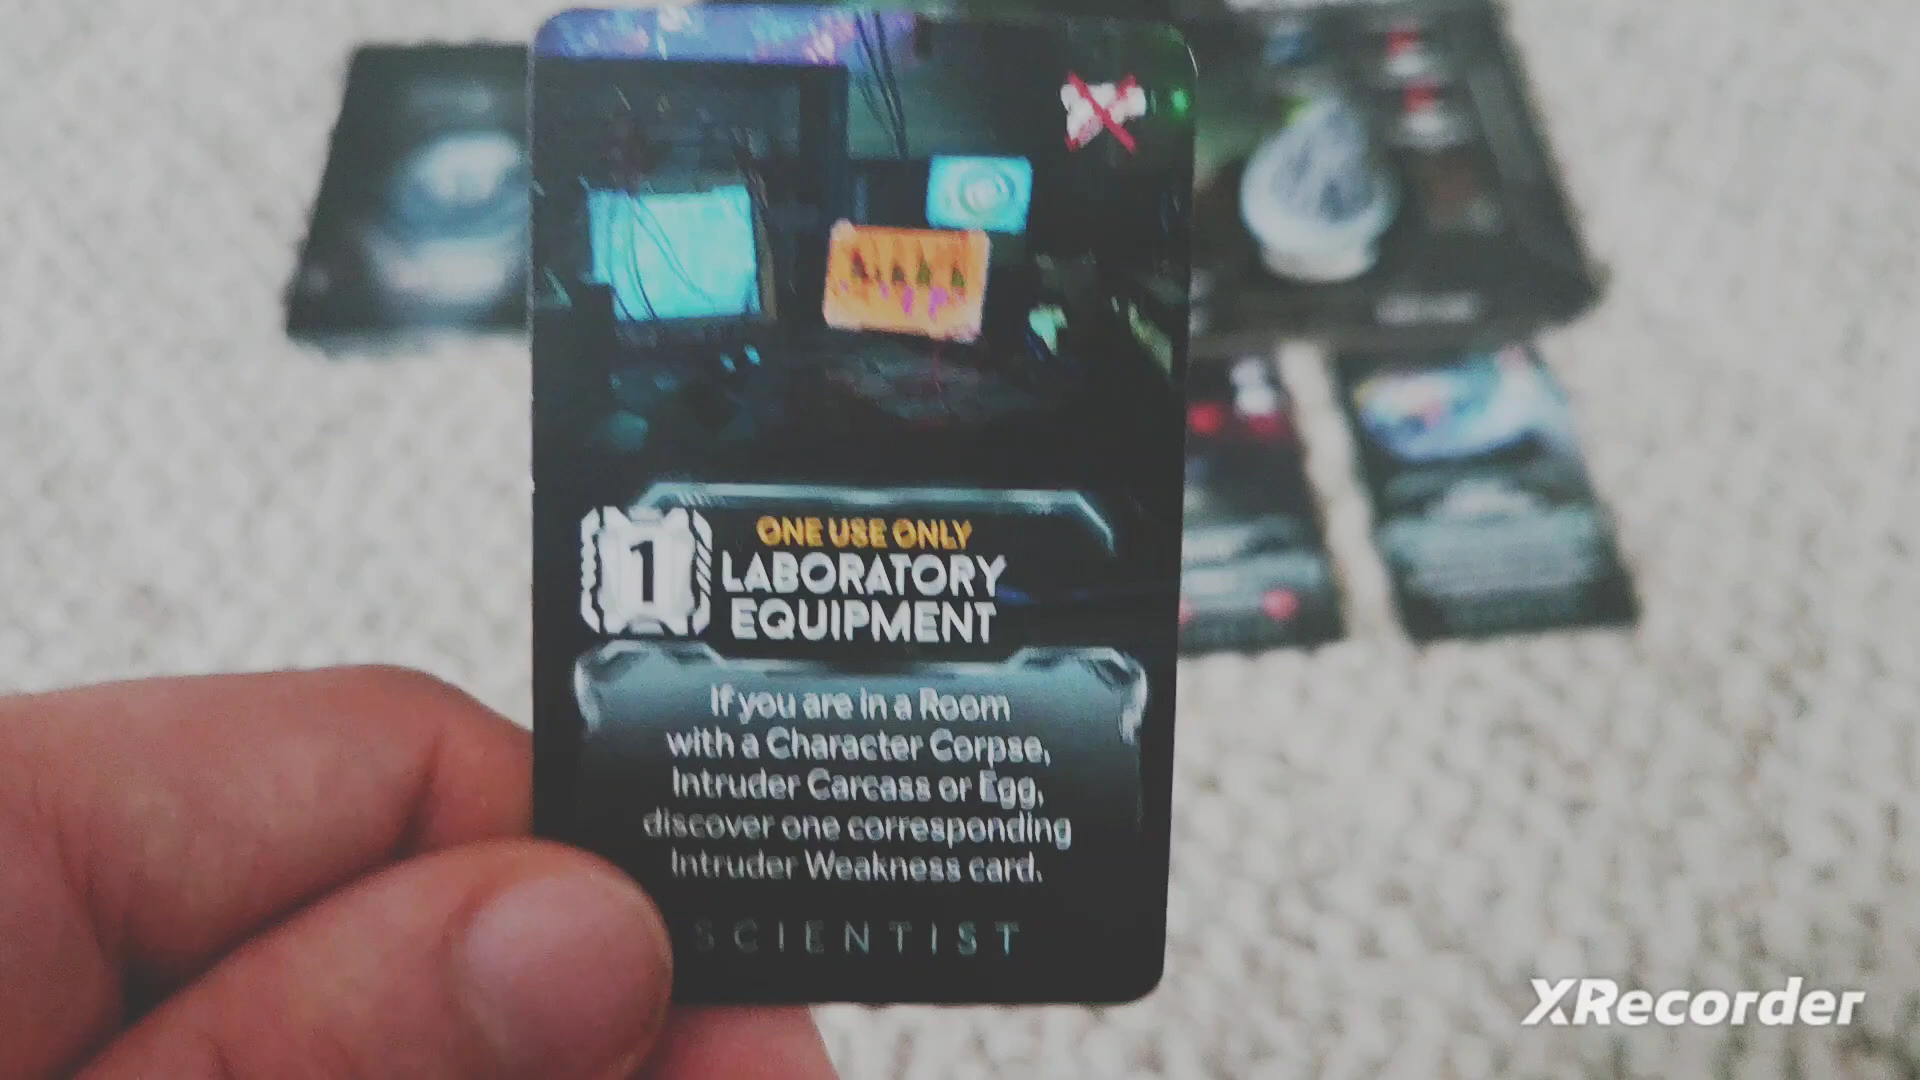 ONE USE ONLY
1
LABORATORY
EQUIPMENT
If you are in a Room
with a Character Corpse,
Intruder Carcass or Egg,
discover one corresponding
Intruder Weakness card.
SCIENTIST
XRecorder